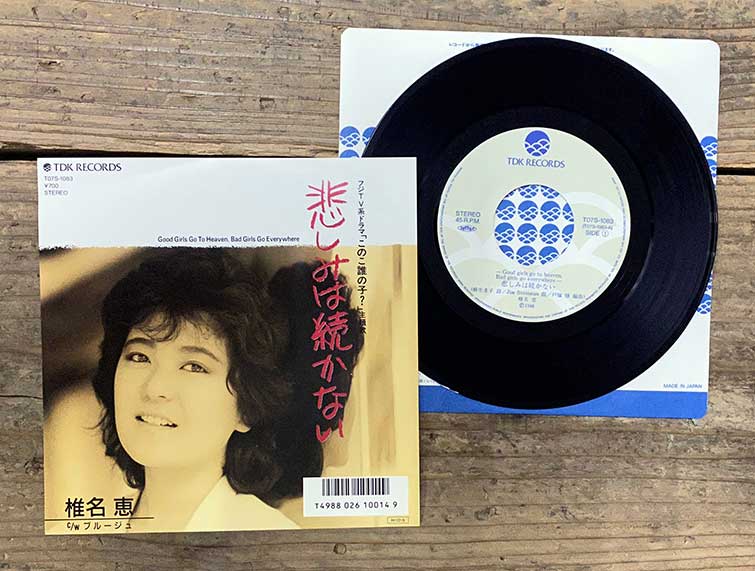 TDK RECORDS
T07S-1083
¥700
STEREO
Good Girls Go To Heaven, Bad Girls Go Everywhere
フジTV系ドラマ「このこ誰の子?」主題歌
悲しみは続かない
椎名 恵
c/w ブルージュ
T4988 026 10014 9
TDK RECORDS
STEREO
45 R.P.M.
T07S-1083
(T07S-1083-A)
SIDE 1
— Good girls go to heaven,
Bad girls go everywhere —
悲しみは続かない
椎名 恵
MADE IN JAPAN